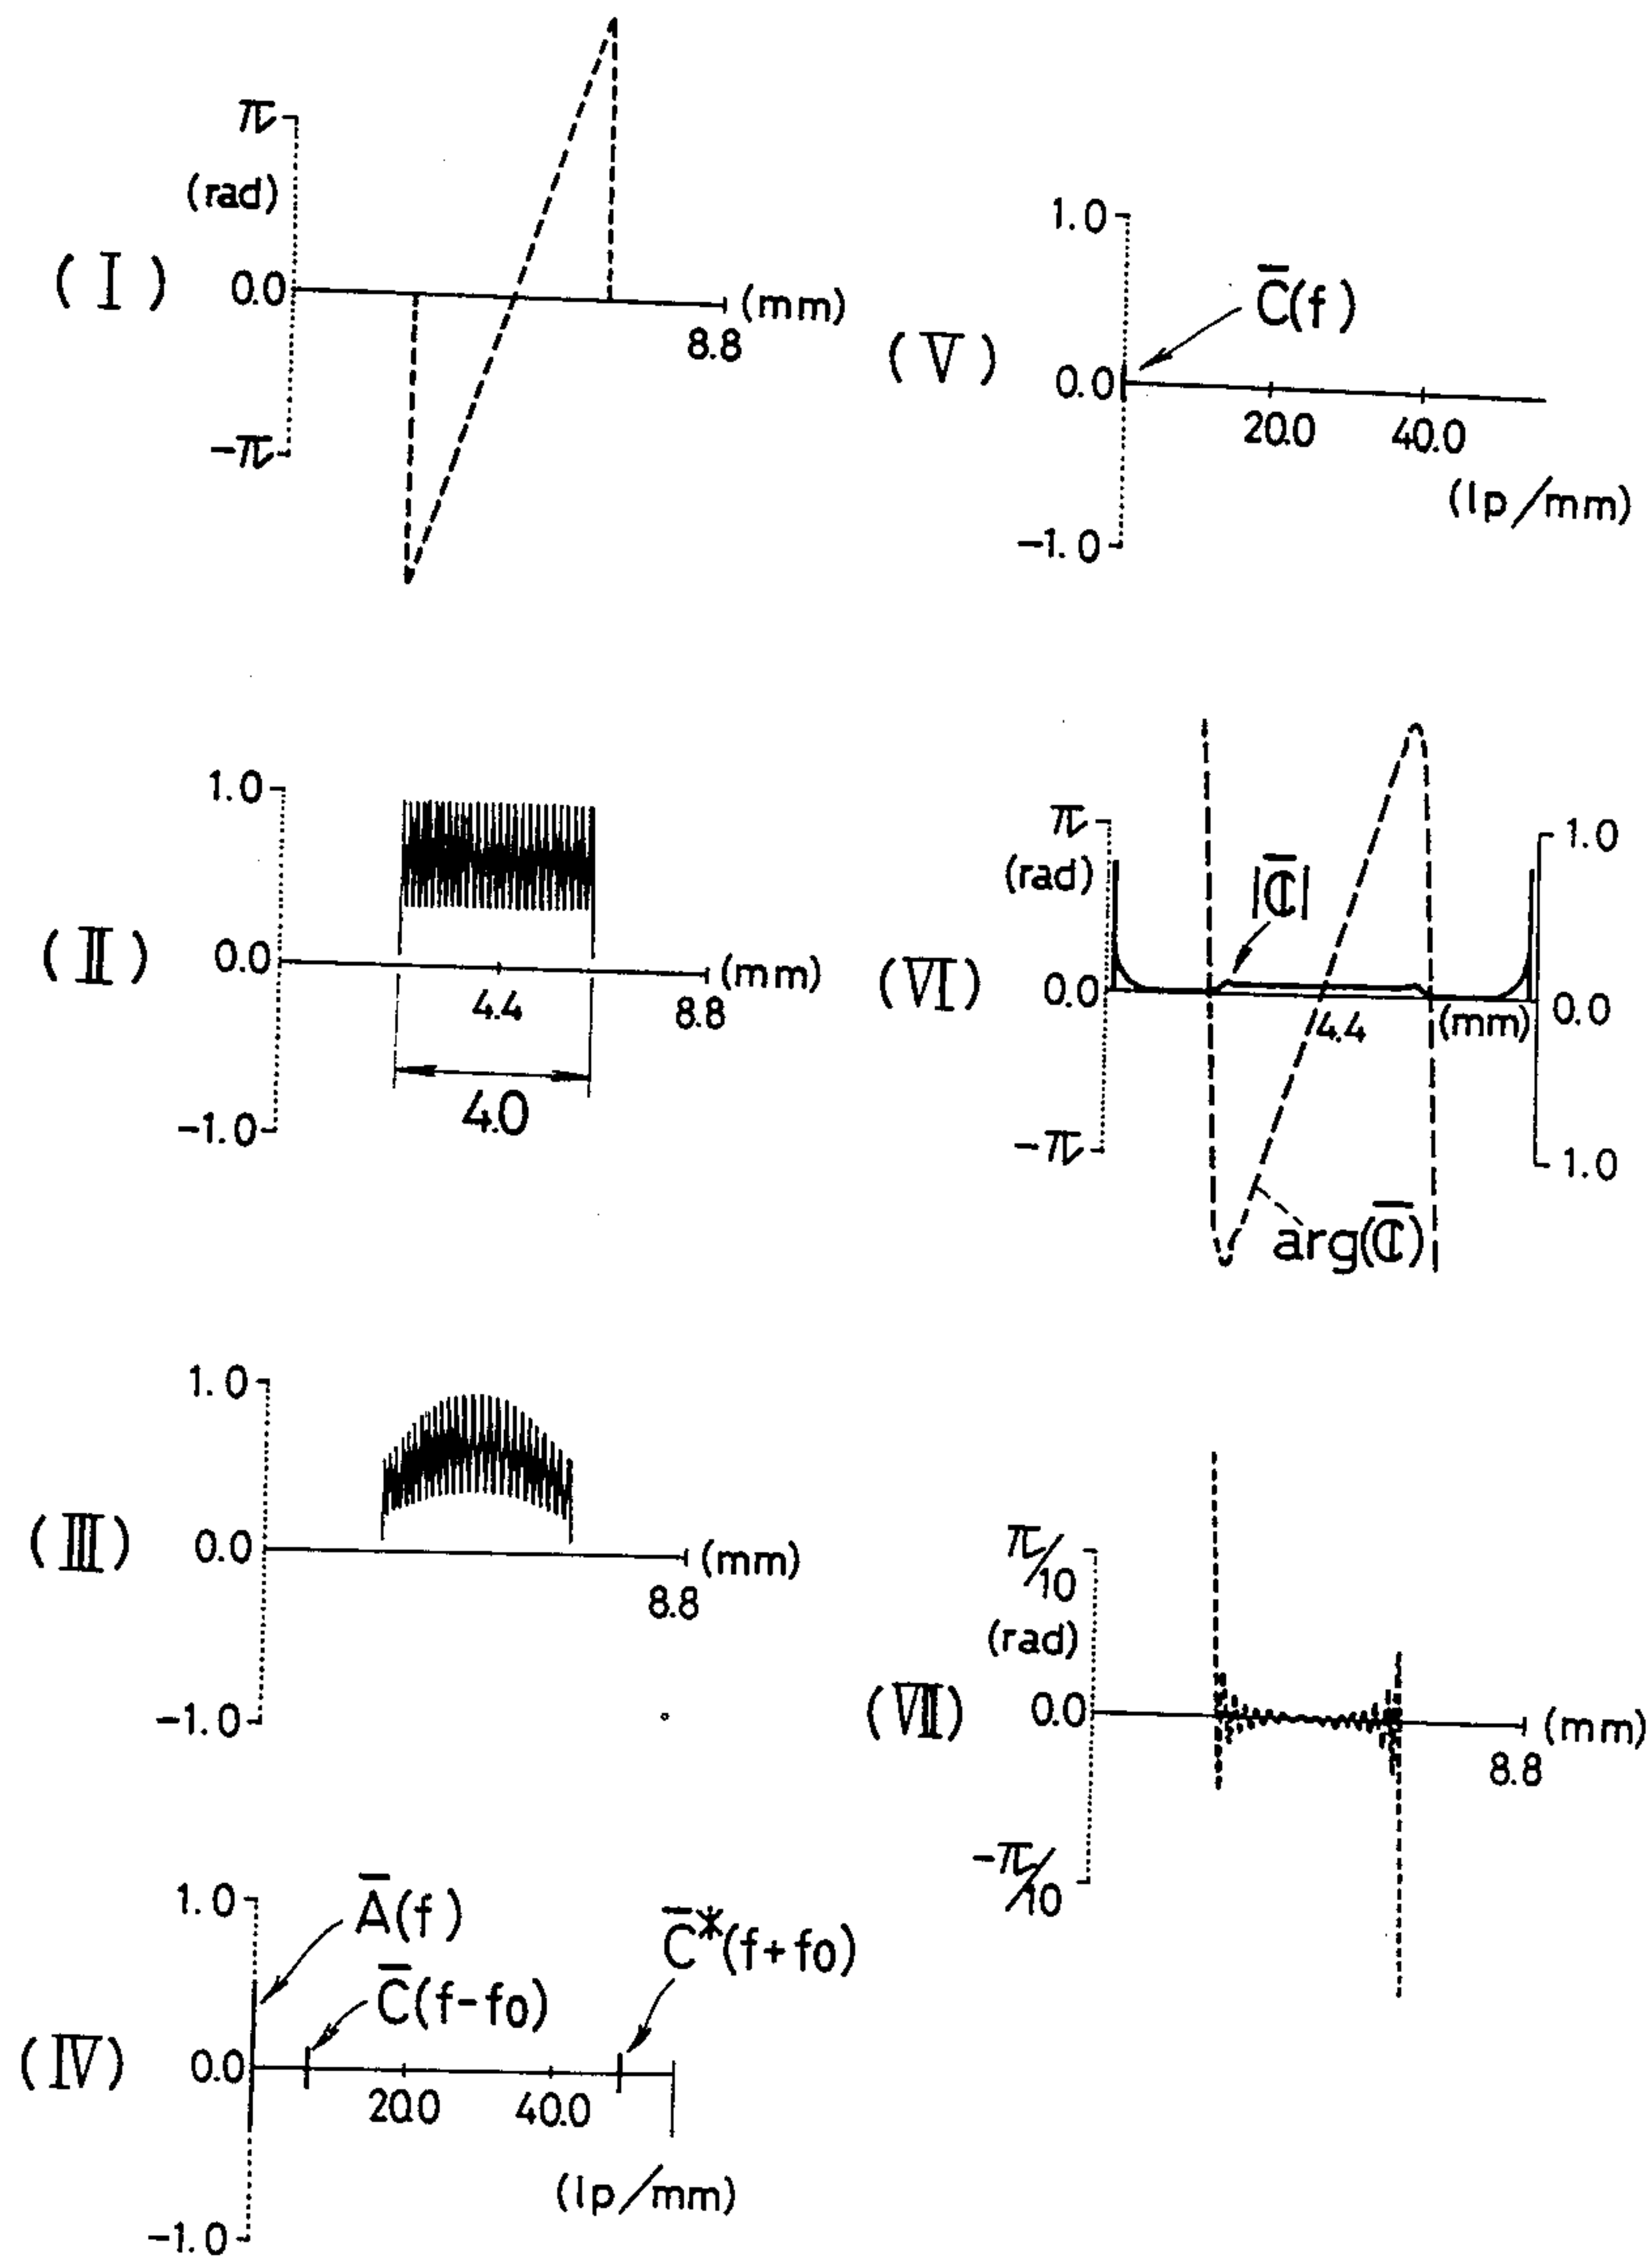 (I)
π
(rad)
0.0
-π
(mm)
8.8
(II)
1.0
0.0
-1.0
4.4
(mm)
8.8
4.0
(III)
1.0
0.0
-1.0
(mm)
8.8
(IV)
1.0
0.0
-1.0
A̅(f)
C̅(f-f0)
C̅*(f+f0)
20.0
40.0
(lp/mm)
(V)
1.0
0.0
-1.0
C̅(f)
20.0
40.0
(lp/mm)
(VI)
π
(rad)
0.0
-π
|ℂ̅|
4.4
(mm)
1.0
0.0
1.0
arg(ℂ̅)
(VII)
π/10
(rad)
0.0
-π/10
(mm)
8.8